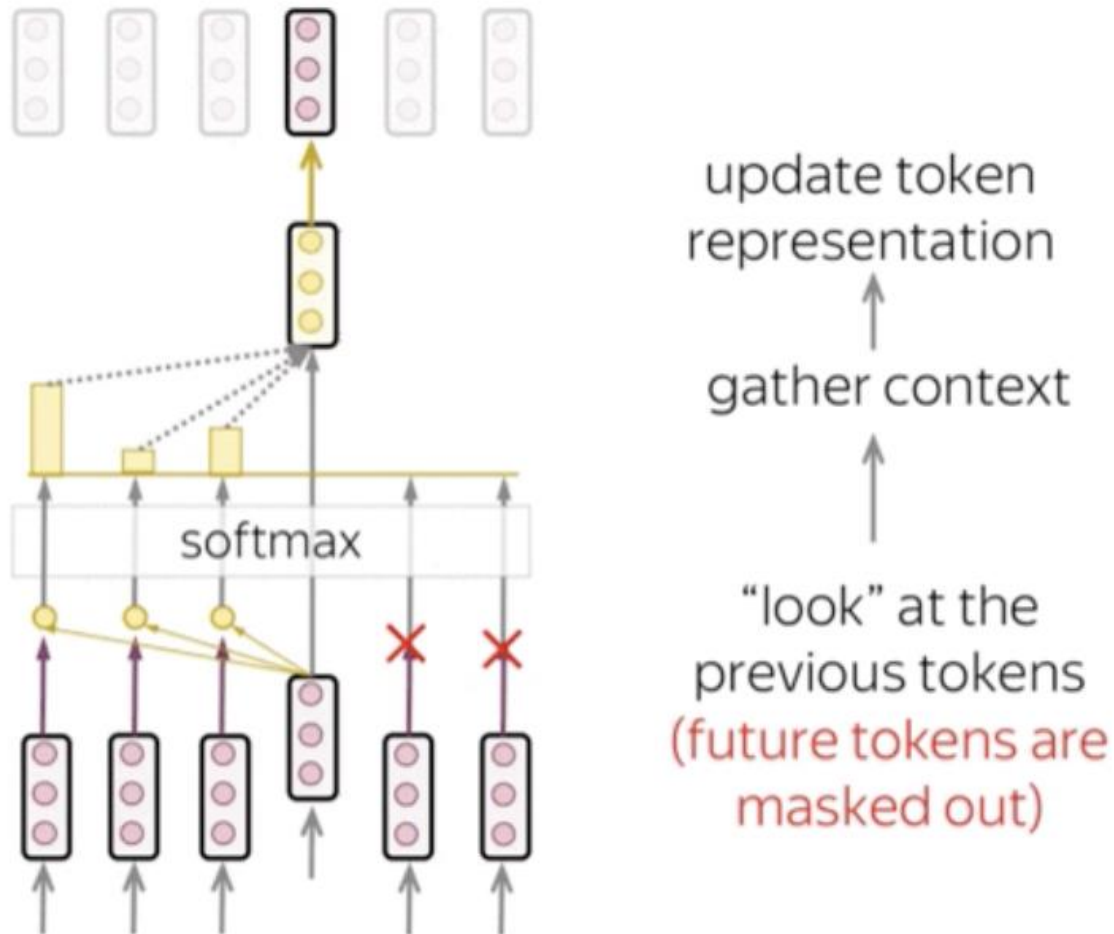 update token
representation
gather context
softmax
“look” at the
previous tokens
(future tokens are
masked out)